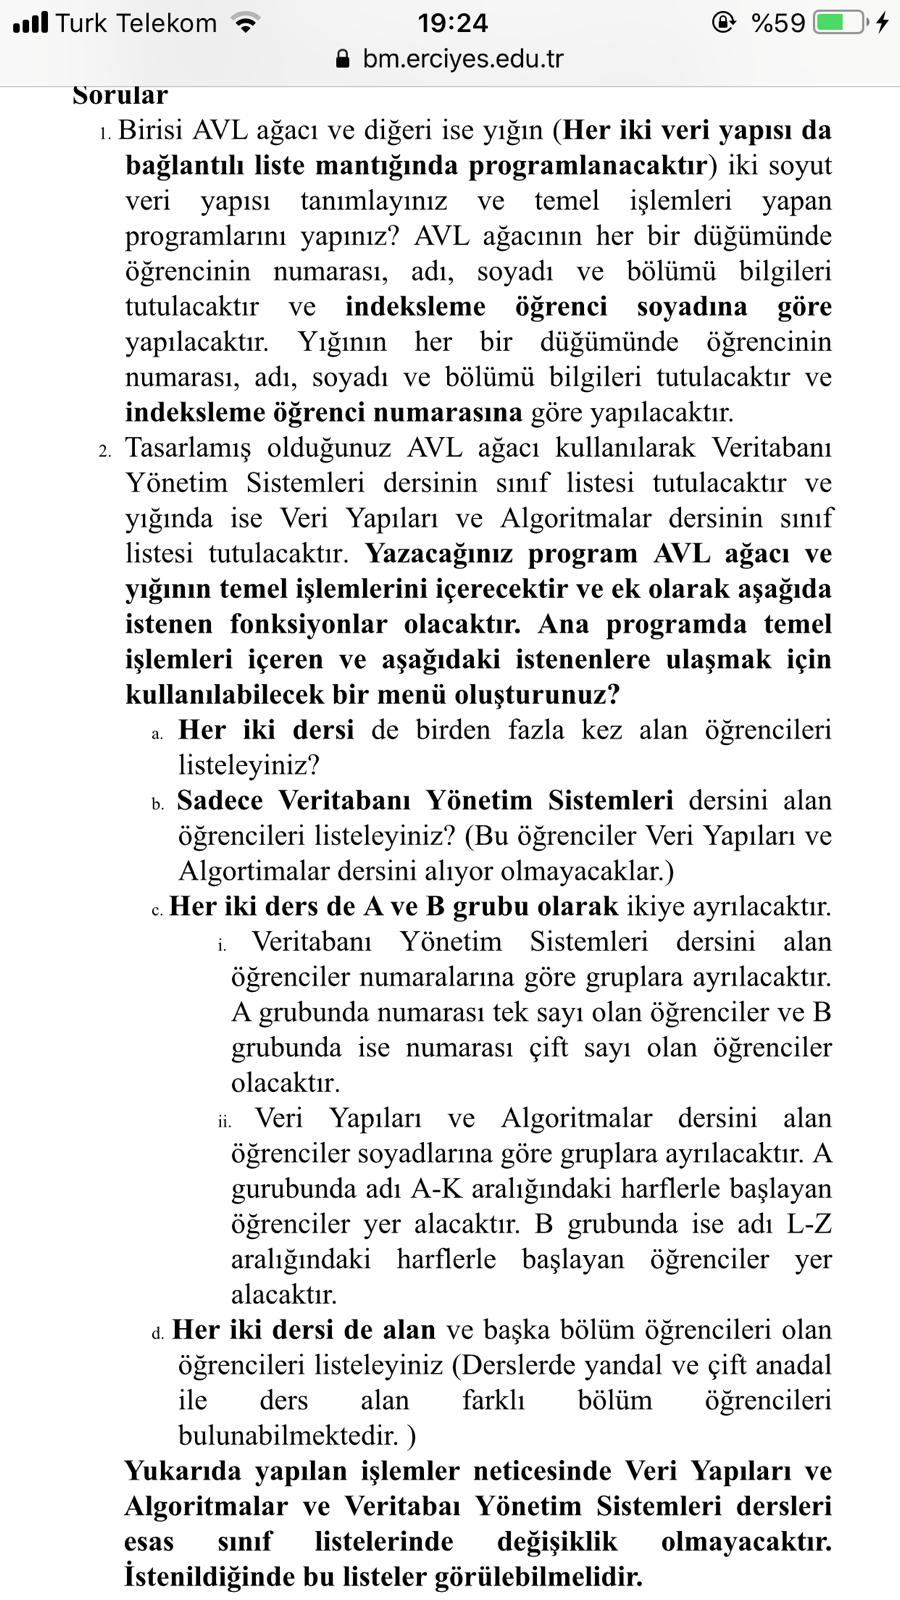 Turk Telekom 19:24 %59
bm.erciyes.edu.tr
Sorular
1. Birisi AVL ağacı ve diğeri ise yığın (Her iki veri yapısı da
bağlantılı liste mantığında programlanacaktır) iki soyut
veri yapısı tanımlayınız ve temel işlemleri yapan
programlarını yapınız? AVL ağacının her bir düğümünde
öğrencinin numarası, adı, soyadı ve bölümü bilgileri
tutulacaktır ve indeksleme öğrenci soyadına göre
yapılacaktır. Yığının her bir düğümünde öğrencinin
numarası, adı, soyadı ve bölümü bilgileri tutulacaktır ve
indeksleme öğrenci numarasına göre yapılacaktır.
2. Tasarlamış olduğunuz AVL ağacı kullanılarak Veritabanı
Yönetim Sistemleri dersinin sınıf listesi tutulacaktır ve
yığında ise Veri Yapıları ve Algoritmalar dersinin sınıf
listesi tutulacaktır. Yazacağınız program AVL ağacı ve
yığının temel işlemlerini içerecektir ve ek olarak aşağıda
istenen fonksiyonlar olacaktır. Ana programda temel
işlemleri içeren ve aşağıdaki istenenlere ulaşmak için
kullanılabilecek bir menü oluşturunuz?
a. Her iki dersi de birden fazla kez alan öğrencileri
listeleyiniz?
b. Sadece Veritabanı Yönetim Sistemleri dersini alan
öğrencileri listeleyiniz? (Bu öğrenciler Veri Yapıları ve
Algortimalar dersini alıyor olmayacaklar.)
c. Her iki ders de A ve B grubu olarak ikiye ayrılacaktır.
i. Veritabanı Yönetim Sistemleri dersini alan
öğrenciler numaralarına göre gruplara ayrılacaktır.
A grubunda numarası tek sayı olan öğrenciler ve B
grubunda ise numarası çift sayı olan öğrenciler
olacaktır.
ii. Veri Yapıları ve Algoritmalar dersini alan
öğrenciler soyadlarına göre gruplara ayrılacaktır. A
gurubunda adı A-K aralığındaki harflerle başlayan
öğrenciler yer alacaktır. B grubunda ise adı L-Z
aralığındaki harflerle başlayan öğrenciler yer
alacaktır.
d. Her iki dersi de alan ve başka bölüm öğrencileri olan
öğrencileri listeleyiniz (Derslerde yandal ve çift anadal
ile ders alan farklı bölüm öğrencileri
bulunabilmektedir. )
Yukarıda yapılan işlemler neticesinde Veri Yapıları ve
Algoritmalar ve Veritabaı Yönetim Sistemleri dersleri
esas sınıf listelerinde değişiklik olmayacaktır.
İstenildiğinde bu listeler görülebilmelidir.